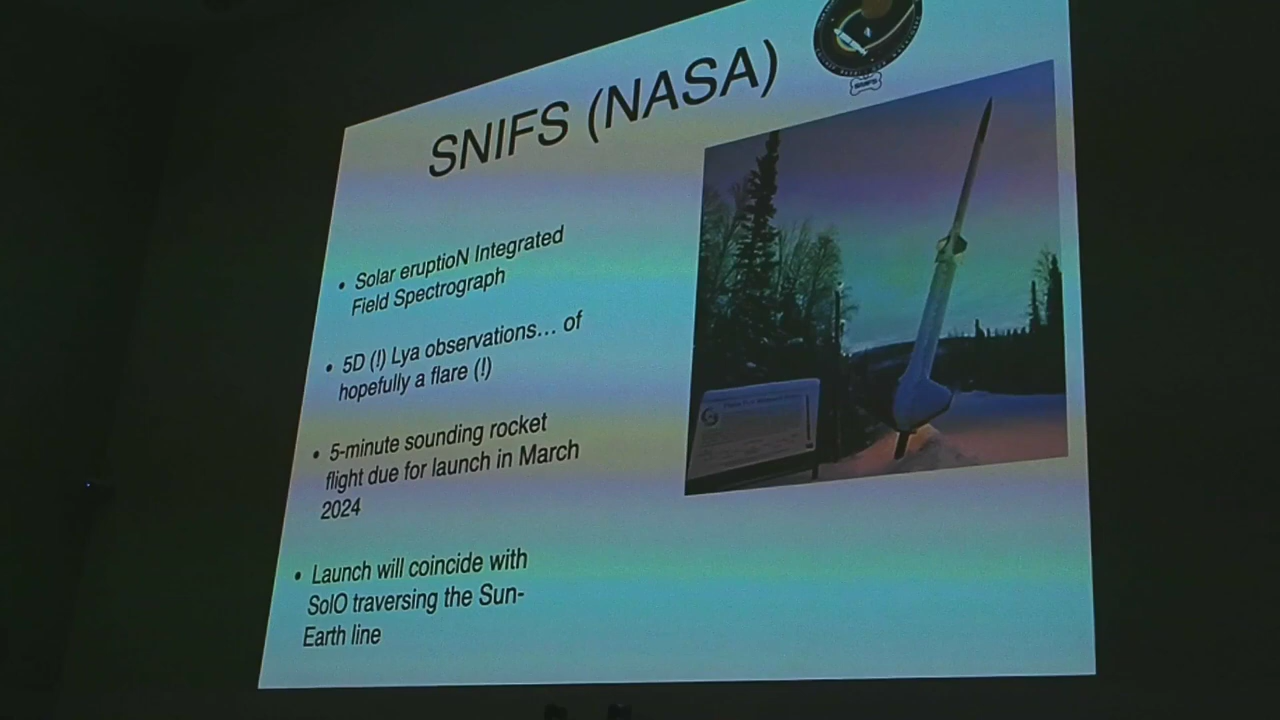 SNIFS (NASA)
SNIFS
• Solar eruptioN Integrated
Field Spectrograph
• 5D (!) Lya observations... of
hopefully a flare (!)
• 5-minute sounding rocket
flight due for launch in March
2024
• Launch will coincide with
SolO traversing the Sun-
Earth line